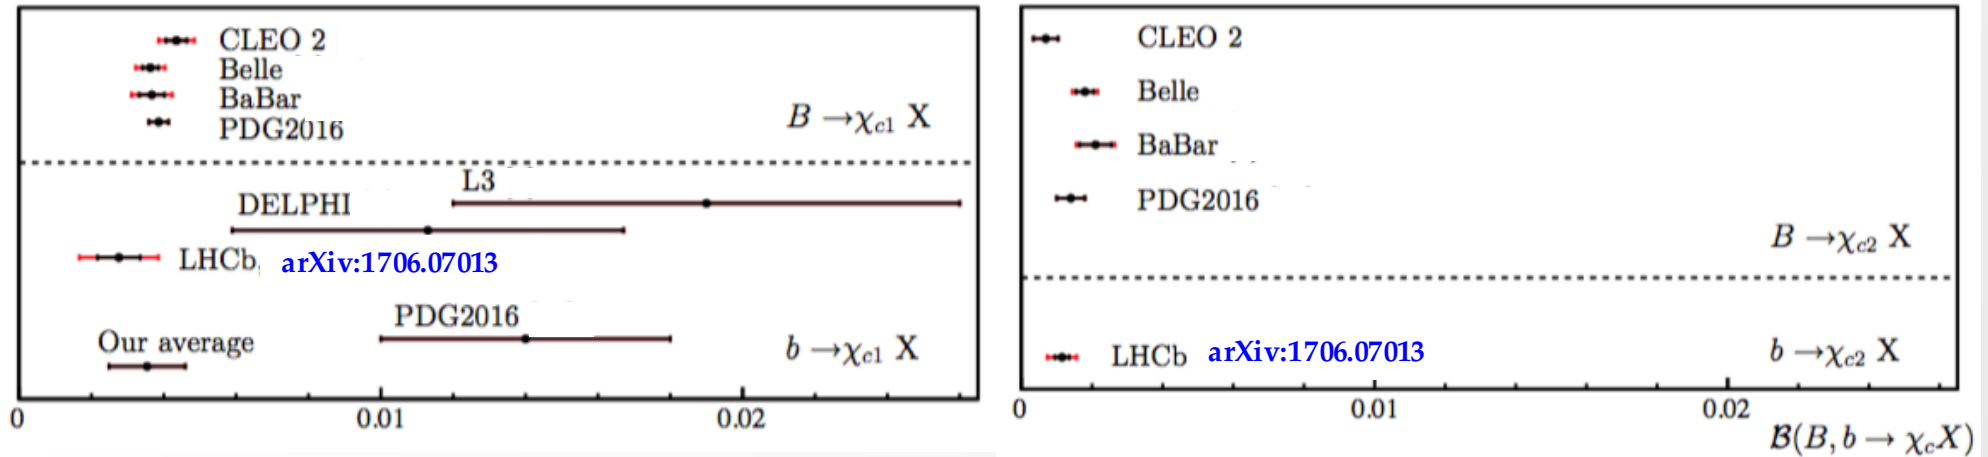 CLEO 2
Belle
BaBar
PDG2016
B → χc1 X
L3
DELPHI
LHCb, arXiv:1706.07013
PDG2016
Our average
b → χc1 X
0 0.01 0.02
CLEO 2
Belle
BaBar
PDG2016
B → χc2 X
LHCb arXiv:1706.07013
b → χc2 X
0 0.01 0.02
ℬ(B, b → χcX)